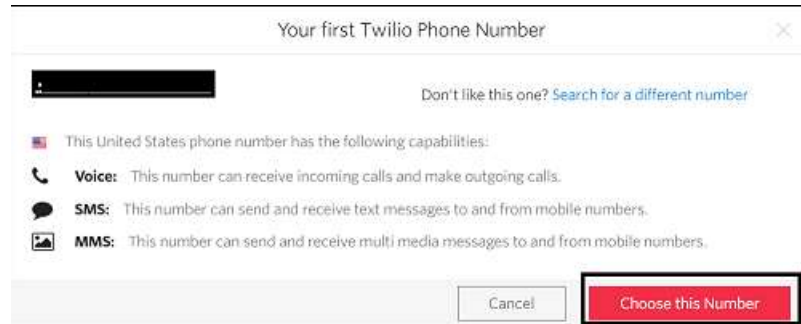 Your first Twilio Phone Number
Don't like this one? Search for a different number
This United States phone number has the following capabilities:
Voice: This number can receive incoming calls and make outgoing calls.
SMS: This number can send and receive text messages to and from mobile numbers.
MMS: This number can send and receive multi media messages to and from mobile numbers.
Cancel
Choose this Number